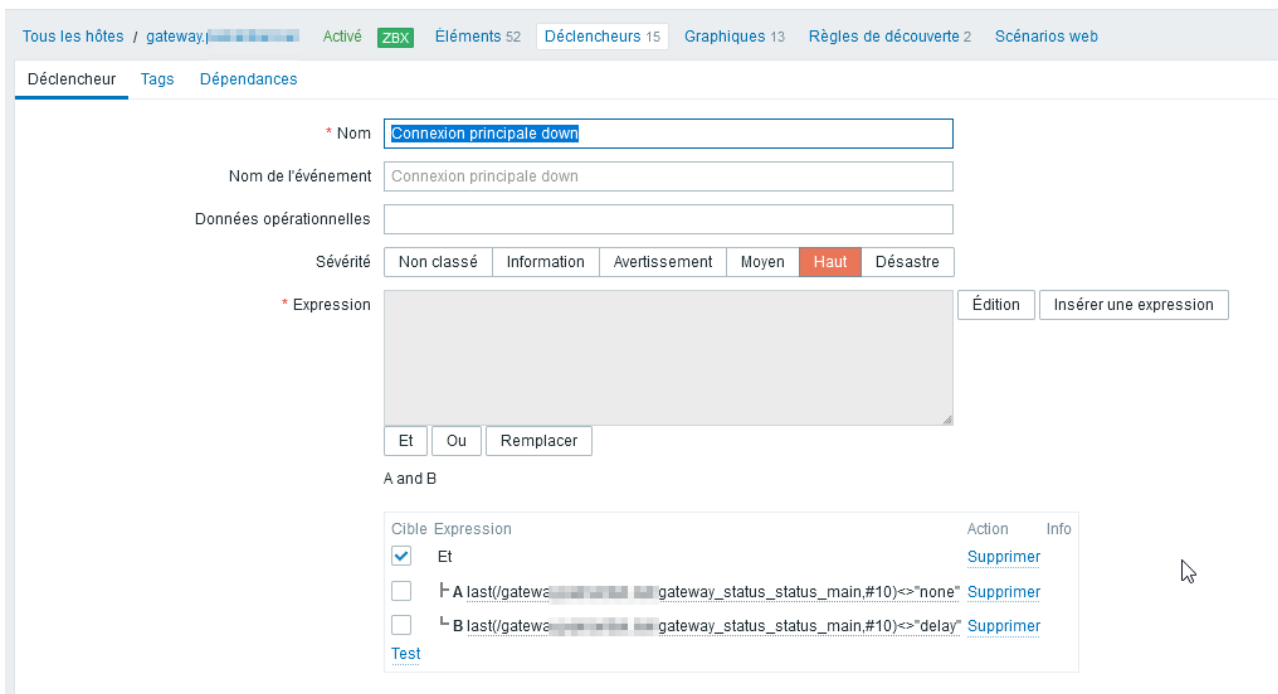 Tous les hôtes / gateway. Activé ZBX Éléments 52 Déclencheurs 15 Graphiques 13 Règles de découverte 2 Scénarios web
Déclencheur Tags Dépendances
* Nom Connexion principale down
Nom de l'événement Connexion principale down
Données opérationnelles
Sévérité Non classé Information Avertissement Moyen Haut Désastre
* Expression Édition Insérer une expression
Et Ou Remplacer
A and B
Cible Expression Action Info
Et Supprimer
A last(/gatewa gateway_status_status_main,#10)<>"none" Supprimer
B last(/gatewa gateway_status_status_main,#10)<>"delay" Supprimer
Test